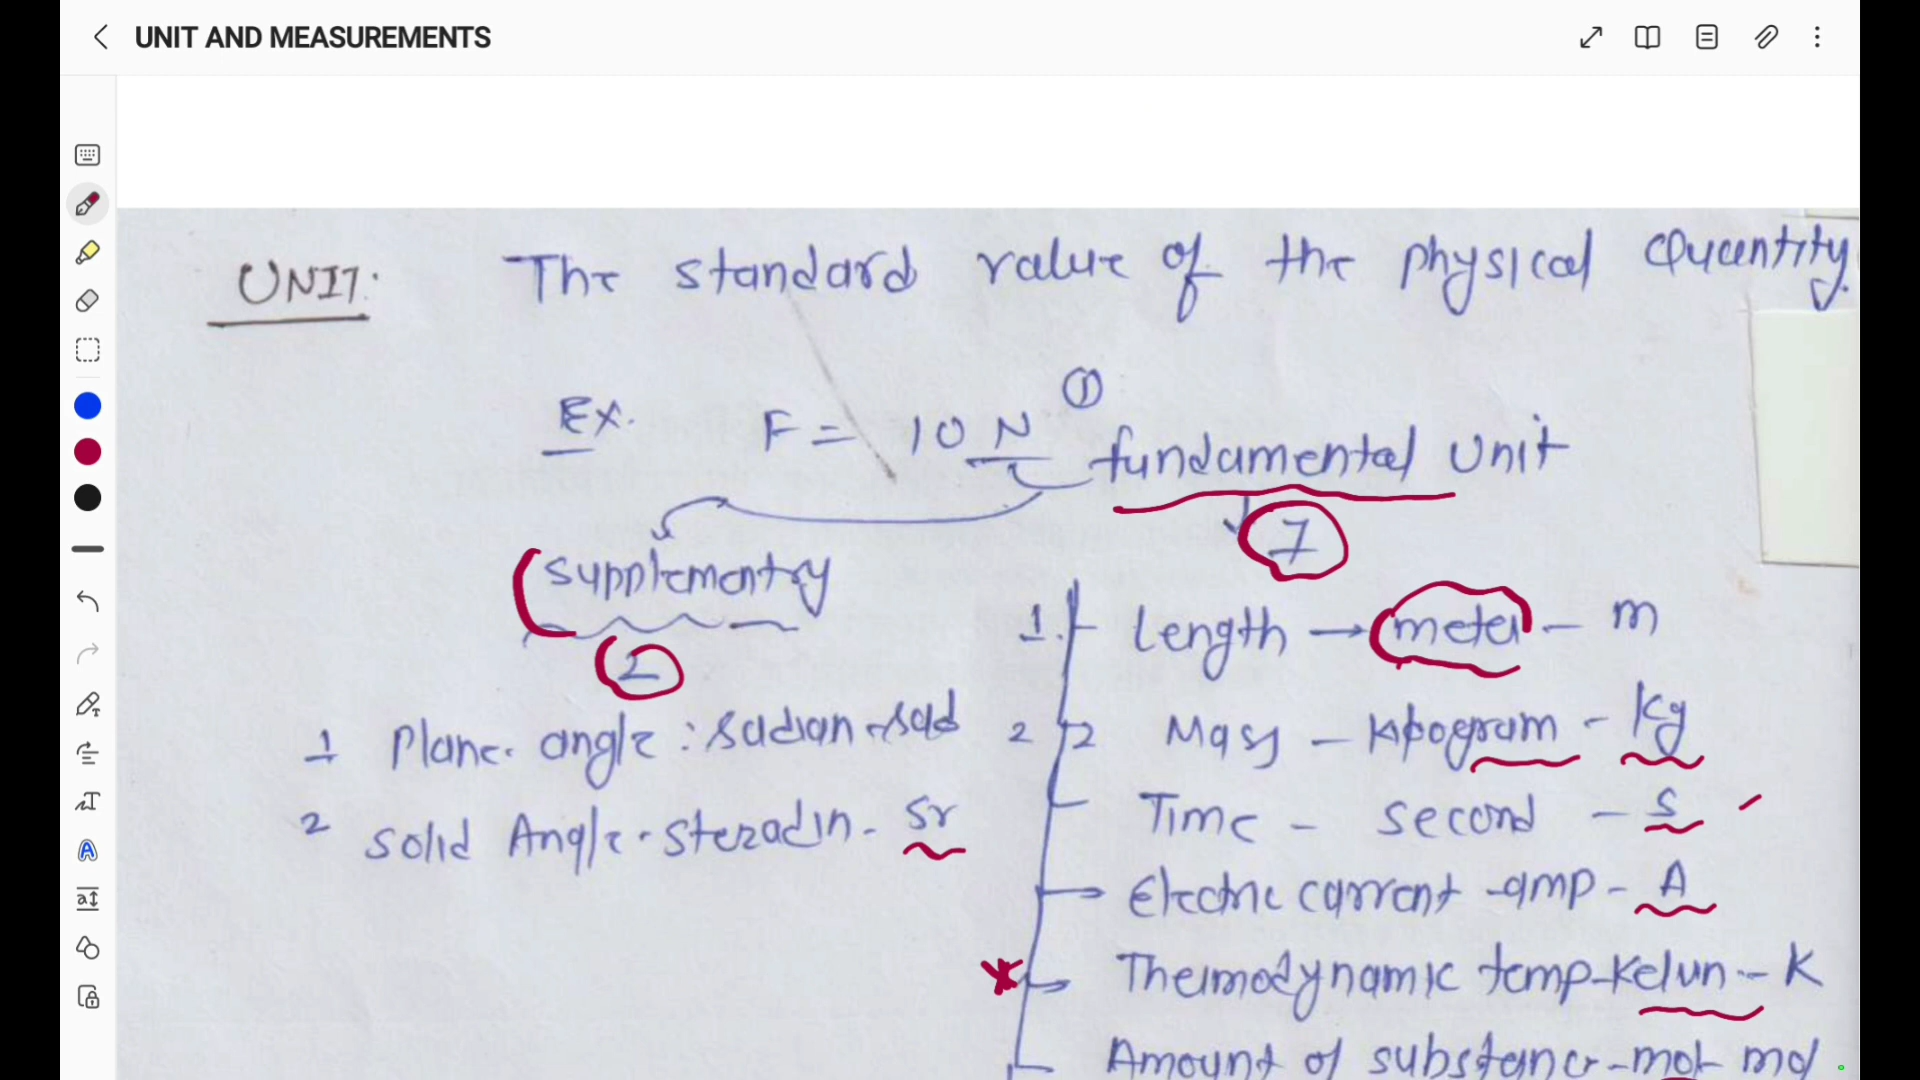 UNIT AND MEASUREMENTS
UNIT: The standard value of the physical Quantity.
Ex. F = 10 N
① fundamental Unit
7
supplementry
2
1 Plane angle : radian - rad
2 Solid Angle - steradin - Sr
1. Length → meter - m
2 2 Mass - kilogram - kg
Time - second - s
Electric current - amp - A
Thermodynamic temp - Kelvin - K
Amount of substance - mol - mol